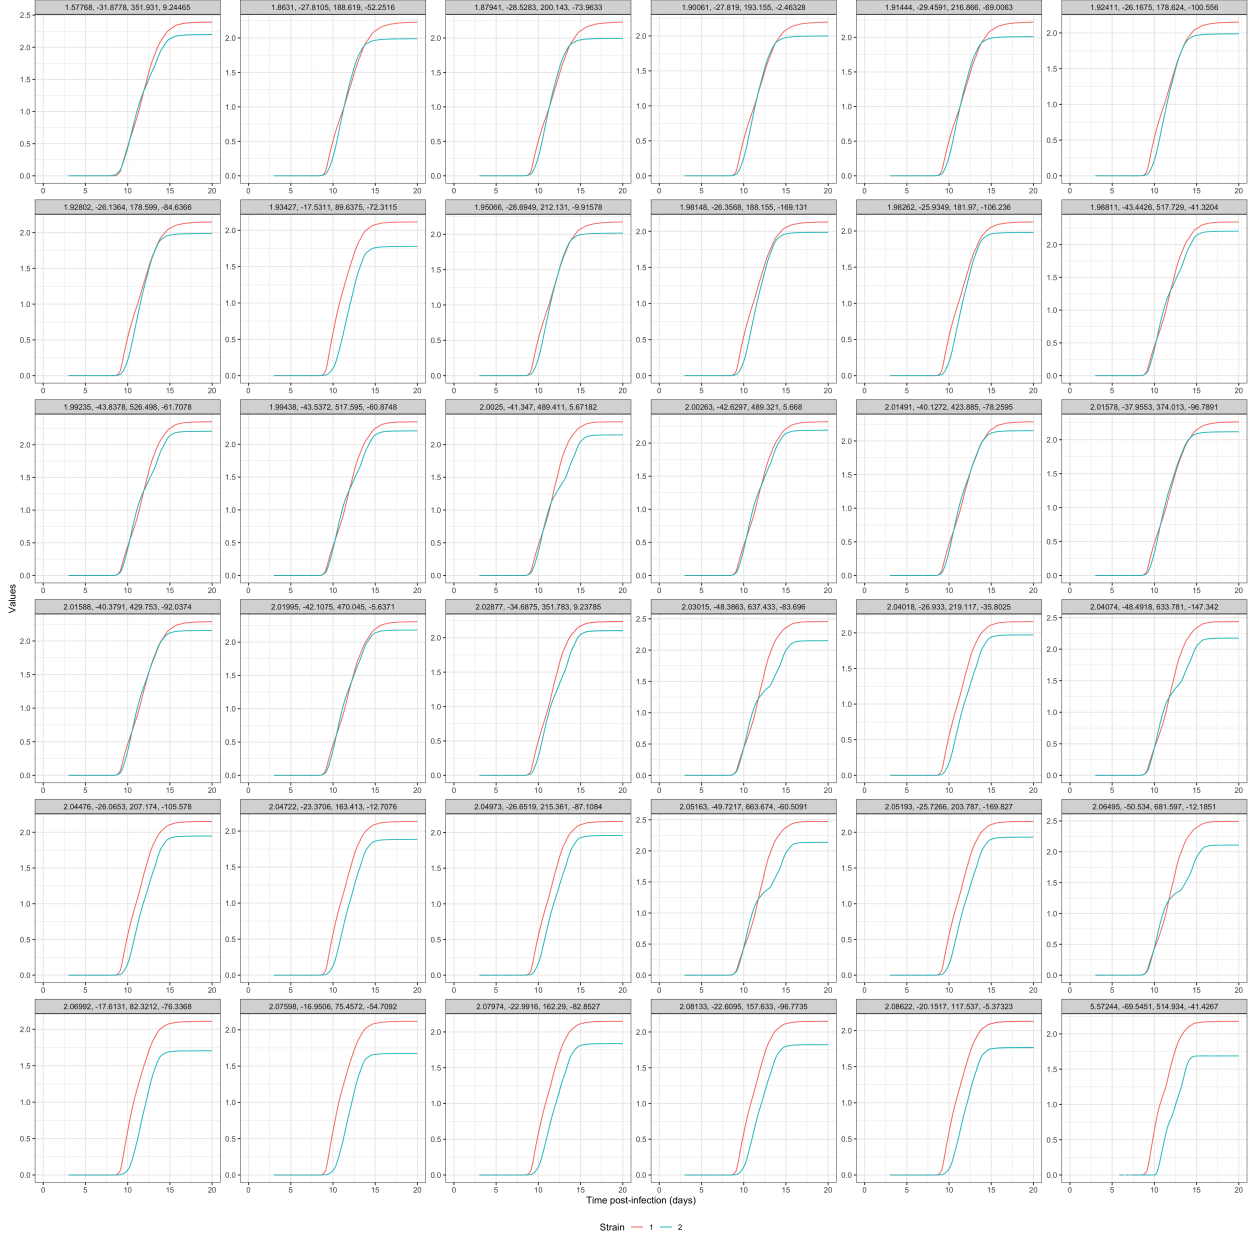 1.57768, -31.8778, 351.931, 9.24465
1.8631, -27.8105, 188.619, -52.2516
1.87941, -28.5283, 200.143, -73.9633
1.90061, -27.819, 193.155, -2.46328
1.91444, -29.4591, 216.866, -69.0063
1.92411, -26.1675, 178.624, -100.556
1.92802, -26.1364, 178.599, -84.6366
1.93427, -17.5311, 89.6375, -72.3115
1.95066, -28.6949, 212.131, -9.91578
1.98148, -26.3568, 188.155, -169.131
1.98262, -25.9349, 181.97, -106.236
1.98811, -43.4426, 517.729, -41.3204
1.99235, -43.8378, 526.498, -61.7078
1.99438, -43.5372, 517.595, -60.8748
2.0025, -41.347, 489.411, 5.67182
2.00263, -42.6297, 489.321, 5.668
2.01491, -40.1272, 423.885, -78.2595
2.01578, -37.9553, 374.013, -96.7891
2.01588, -40.3791, 429.753, -92.0374
2.01995, -42.1075, 470.045, -5.6371
2.02877, -34.6875, 351.783, 9.23785
2.03015, -48.3863, 637.433, -83.696
2.04018, -26.933, 219.117, -35.8025
2.04074, -48.4918, 633.781, -147.342
2.04476, -26.0653, 207.174, -105.578
2.04722, -23.3706, 163.413, -12.7076
2.04973, -26.6519, 215.361, -87.1084
2.05163, -49.7217, 663.674, -60.5091
2.05193, -25.7266, 203.787, -169.827
2.06495, -50.534, 681.597, -12.1851
2.06992, -17.6131, 82.3212, -76.3368
2.07598, -16.9506, 75.4572, -54.7092
2.07974, -22.9916, 162.29, -82.8527
2.08133, -22.6095, 157.633, -96.7735
2.08622, -20.1517, 117.537, -5.37323
5.57244, -69.5451, 514.934, -41.4267
Values
0 5 10 15 20
Time post-infection (days)
Strain 1 2